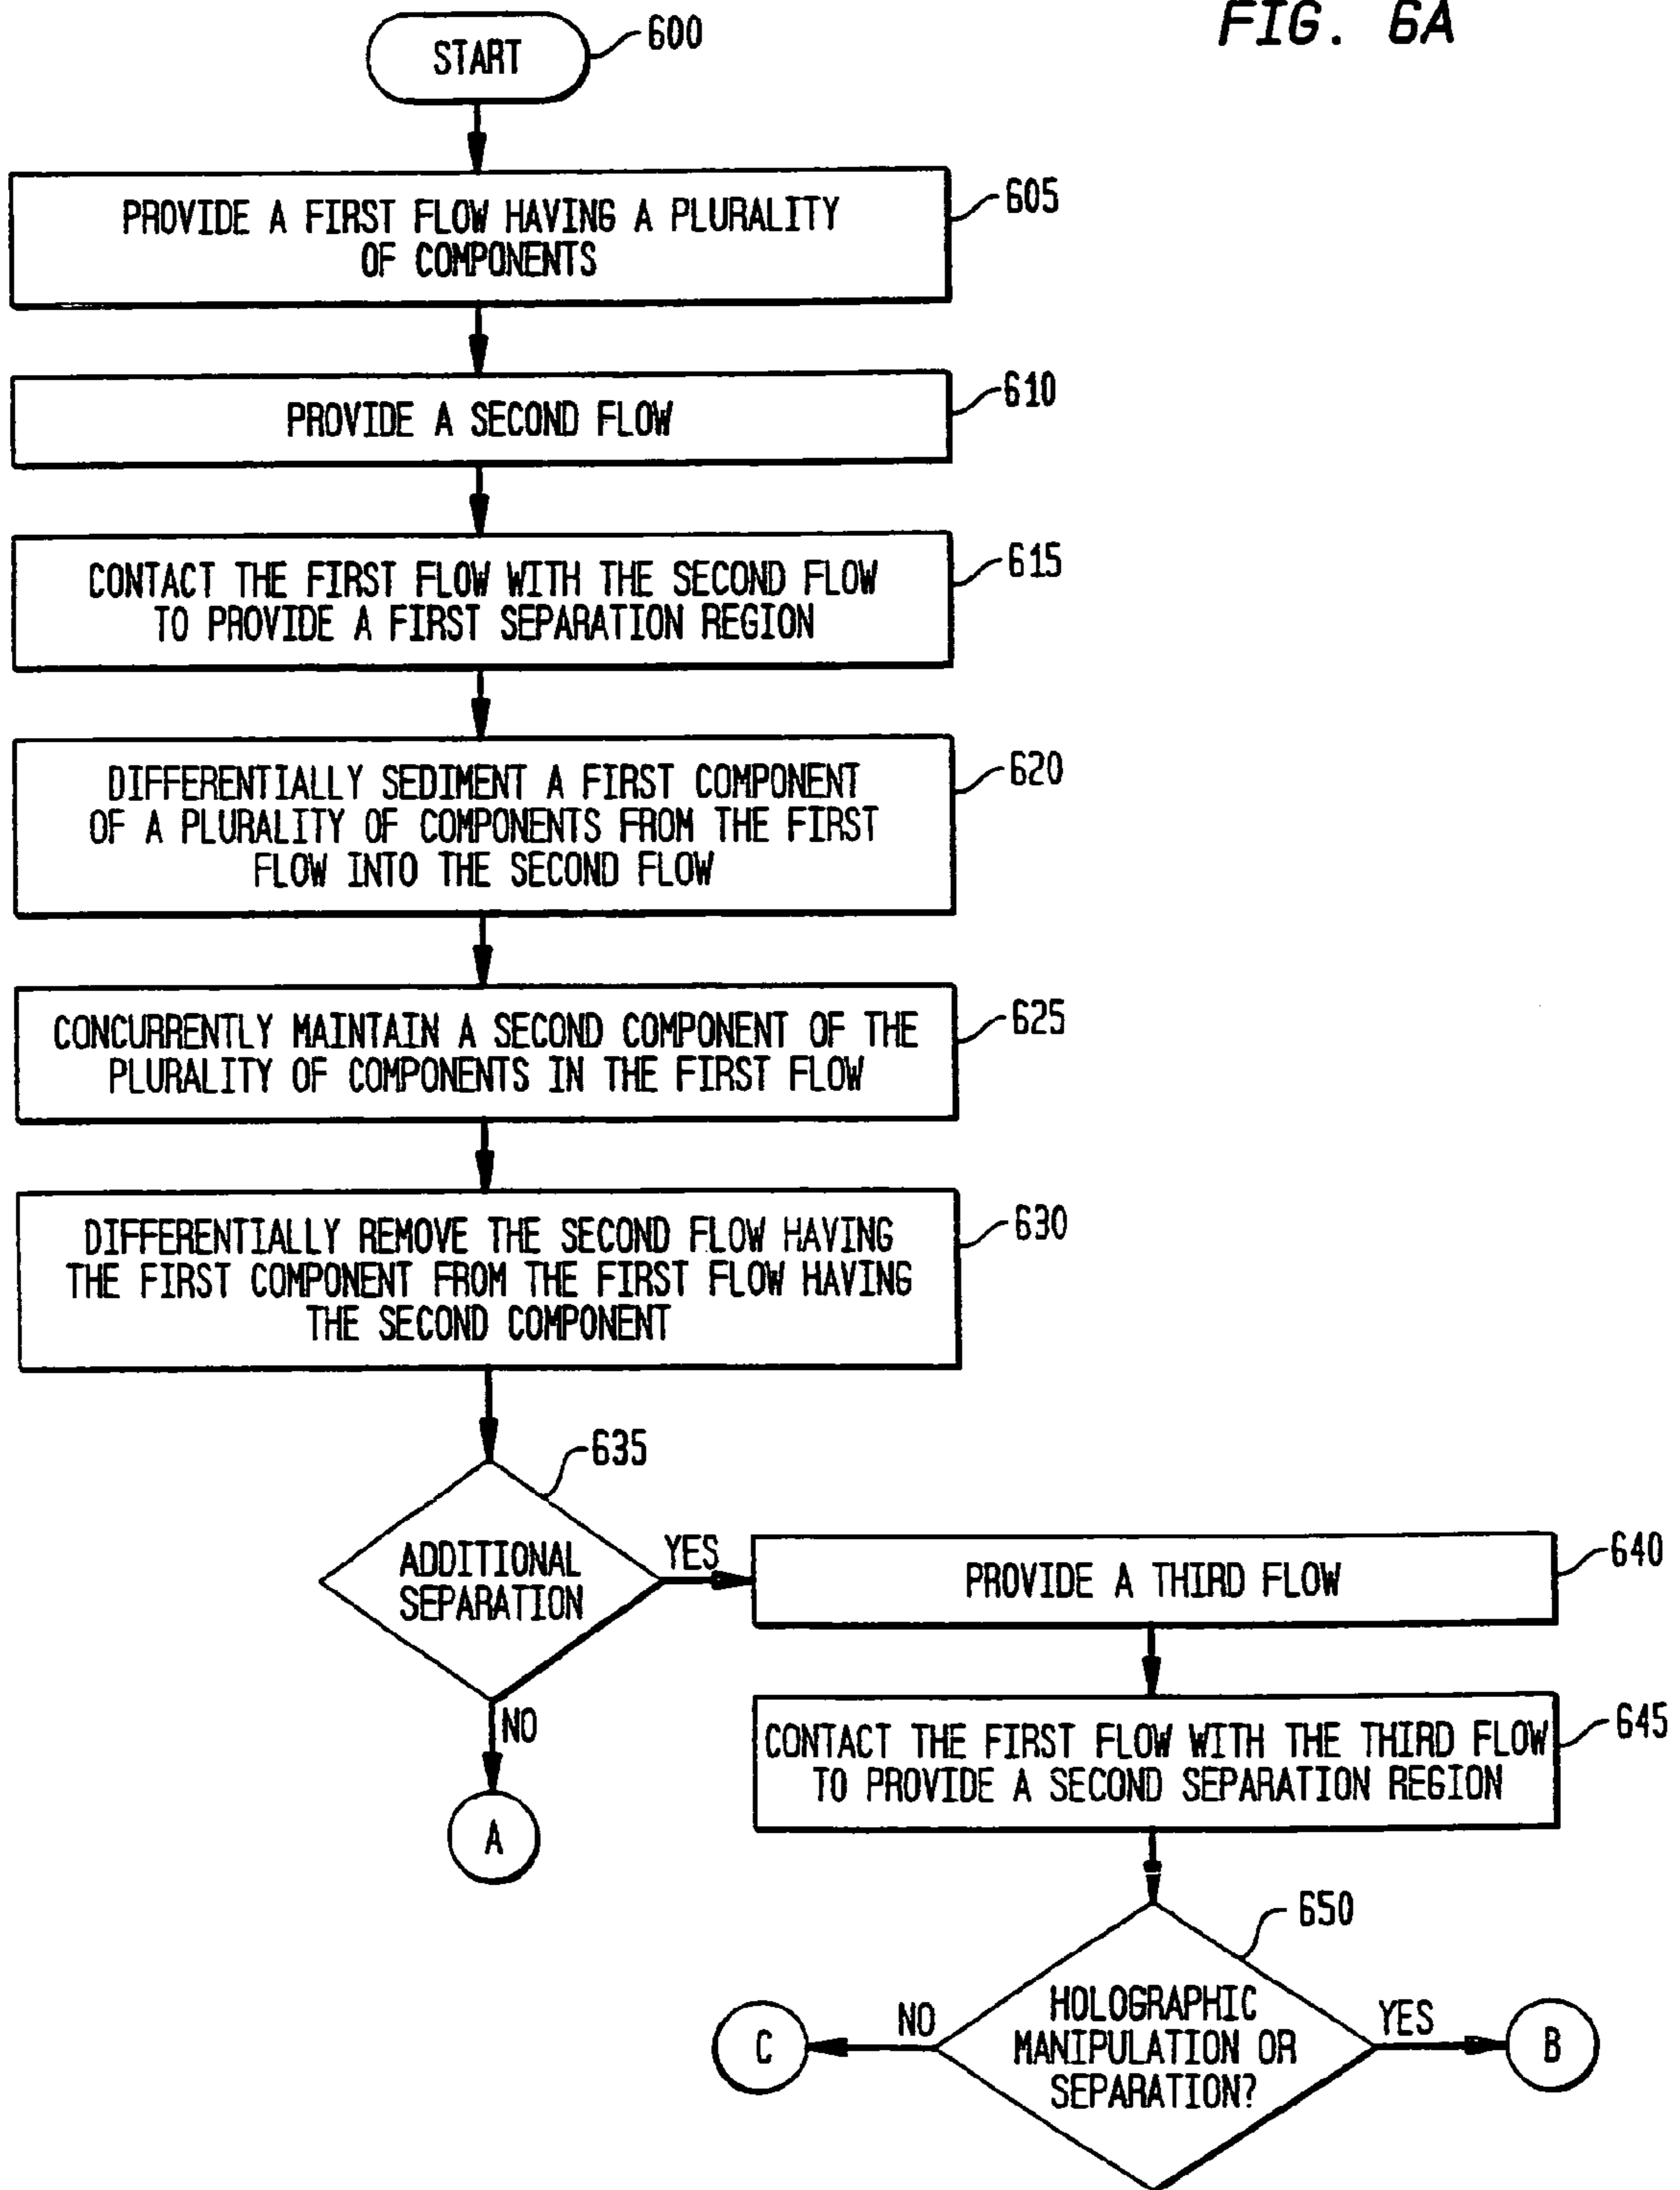 FIG. 6A
START
600
PROVIDE A FIRST FLOW HAVING A PLURALITY
OF COMPONENTS
605
PROVIDE A SECOND FLOW
610
CONTACT THE FIRST FLOW WITH THE SECOND FLOW
TO PROVIDE A FIRST SEPARATION REGION
615
DIFFERENTIALLY SEDIMENT A FIRST COMPONENT
OF A PLURALITY OF COMPONENTS FROM THE FIRST
FLOW INTO THE SECOND FLOW
620
CONCURRENTLY MAINTAIN A SECOND COMPONENT OF THE
PLURALITY OF COMPONENTS IN THE FIRST FLOW
625
DIFFERENTIALLY REMOVE THE SECOND FLOW HAVING
THE FIRST COMPONENT FROM THE FIRST FLOW HAVING
THE SECOND COMPONENT
630
635
ADDITIONAL
SEPARATION
YES
NO
A
PROVIDE A THIRD FLOW
640
CONTACT THE FIRST FLOW WITH THE THIRD FLOW
TO PROVIDE A SECOND SEPARATION REGION
645
650
HOLOGRAPHIC
MANIPULATION OR
SEPARATION?
NO
C
YES
B